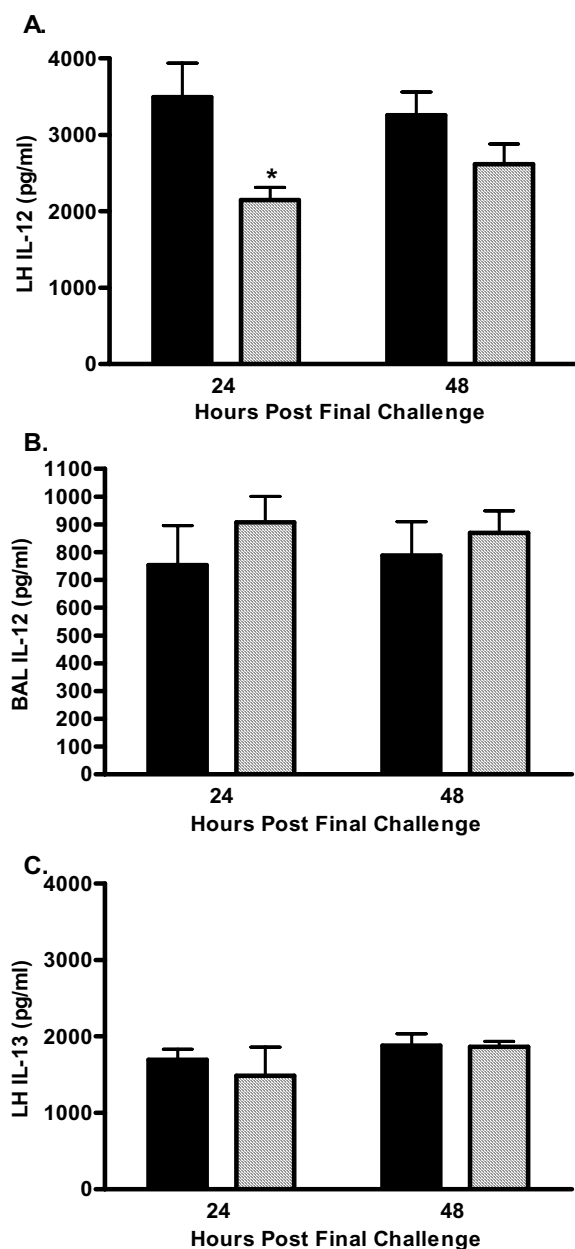 A.
4000
3000
2000
1000
0
LH IL-12 (pg/ml)
*
24 48
Hours Post Final Challenge
B.
1100
1000
900
800
700
600
500
400
300
200
100
0
BAL IL-12 (pg/ml)
24 48
Hours Post Final Challenge
C.
4000
3000
2000
1000
0
LH IL-13 (pg/ml)
24 48
Hours Post Final Challenge